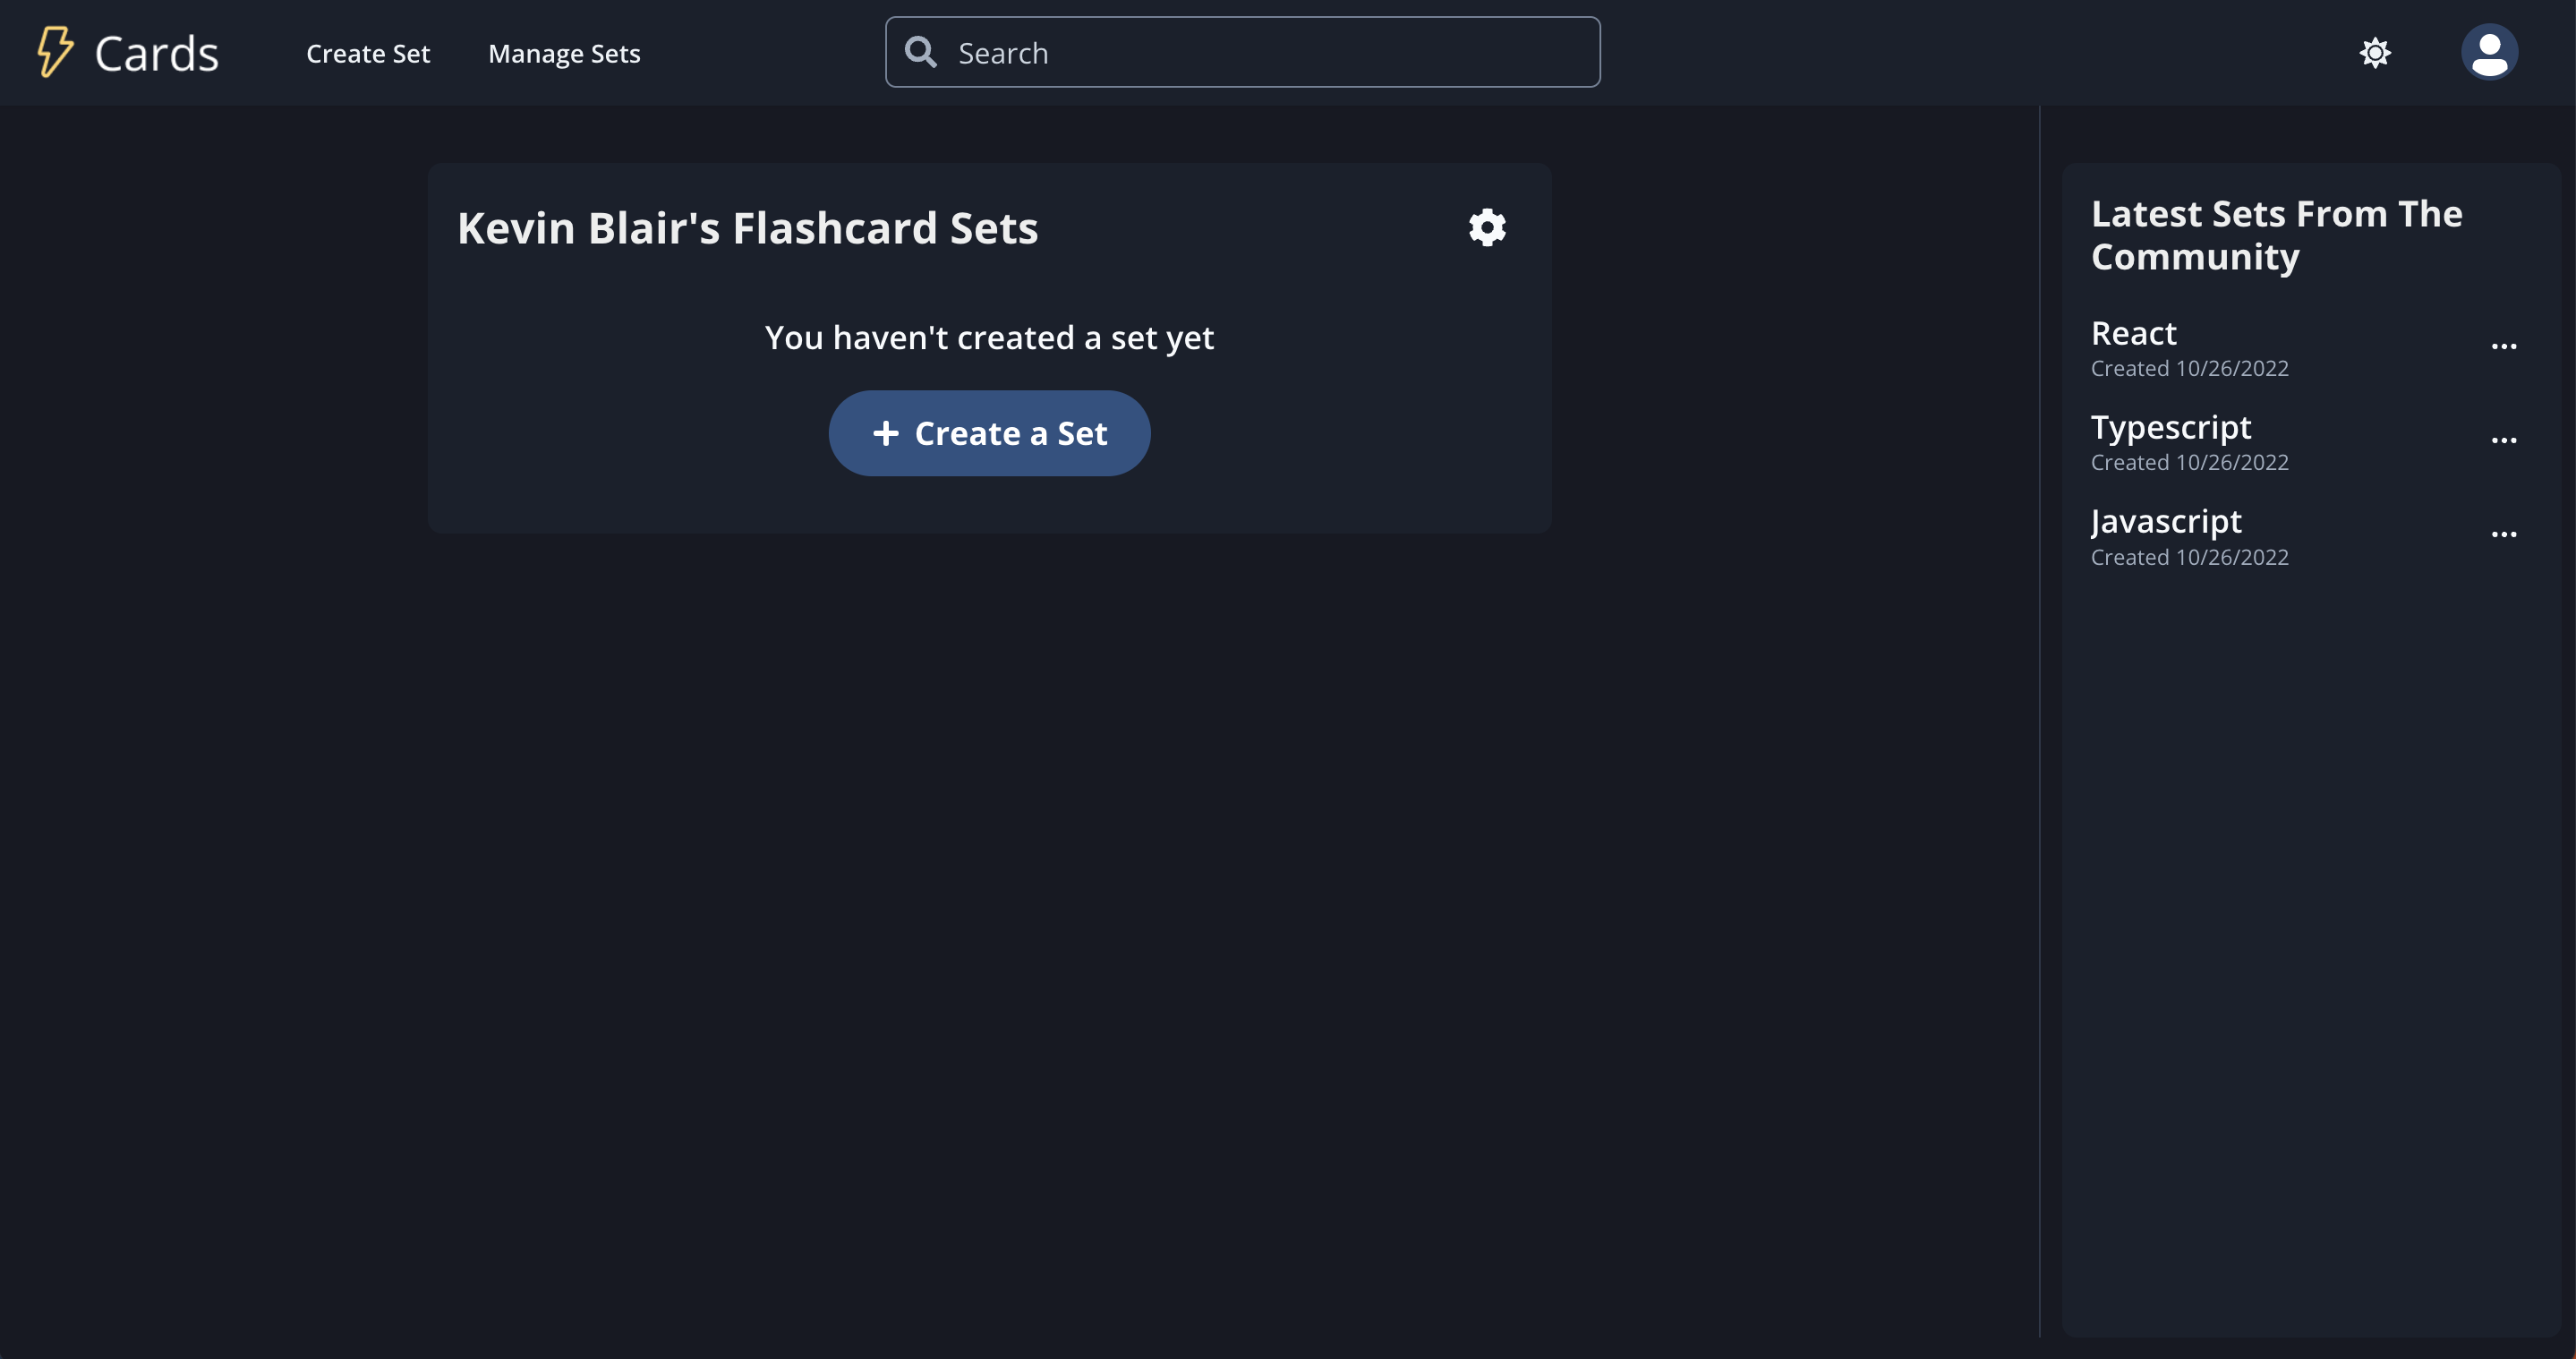 Cards
Create Set
Manage Sets
Search
Kevin Blair's Flashcard Sets
You haven't created a set yet
+ Create a Set
Latest Sets From The
Community
React
Created 10/26/2022
...
Typescript
Created 10/26/2022
...
Javascript
Created 10/26/2022
...